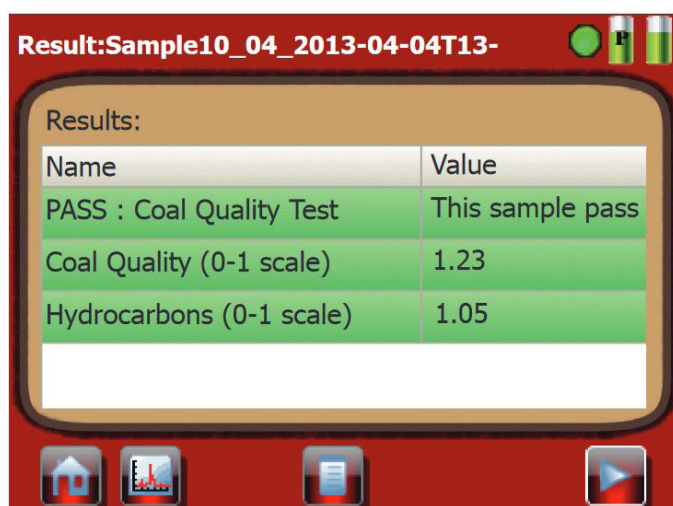 Result:Sample10_04_2013-04-04T13-
P
Results:
Name Value
PASS : Coal Quality Test This sample pass
Coal Quality (0-1 scale) 1.23
Hydrocarbons (0-1 scale) 1.05